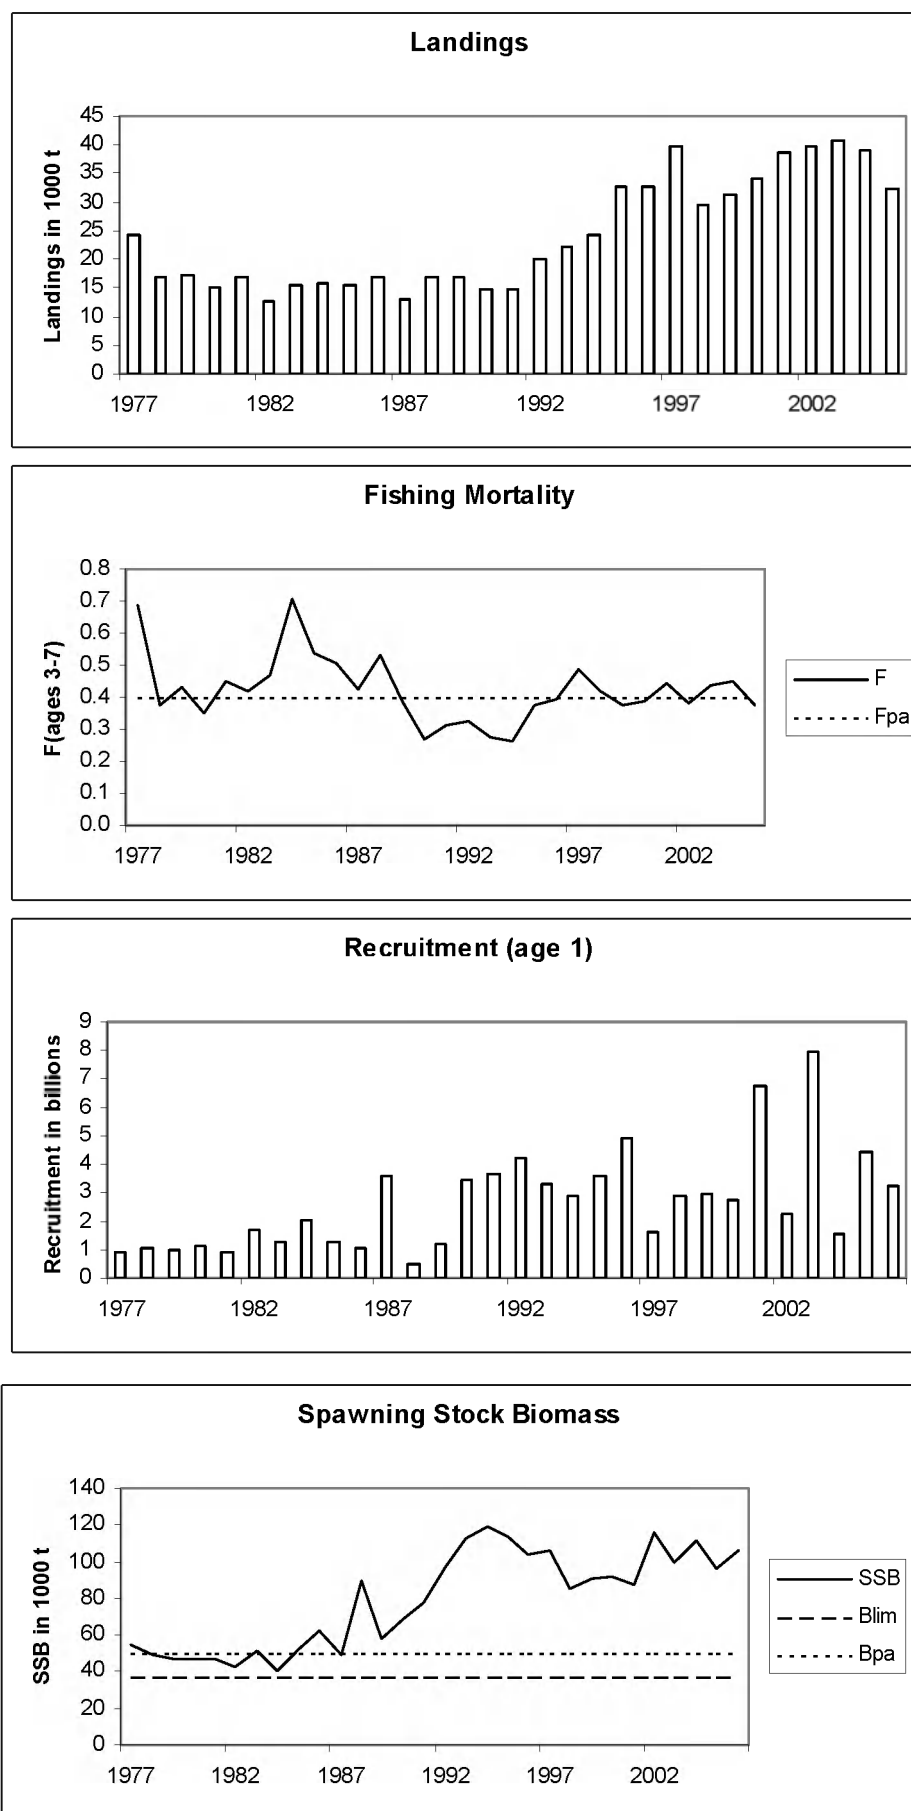 Landings
Landings in 1000 t
45
40
35
30
25
20
15
10
5
0
1977 1982 1987 1992 1997 2002
Fishing Mortality
F(ages 3-7)
0.8
0.7
0.6
0.5
0.4
0.3
0.2
0.1
0.0
1977 1982 1987 1992 1997 2002
F
Fpa
Recruitment (age 1)
Recruitment in billions
9
8
7
6
5
4
3
2
1
0
1977 1982 1987 1992 1997 2002
Spawning Stock Biomass
SSB in 1000 t
140
120
100
80
60
40
20
0
1977 1982 1987 1992 1997 2002
SSB
Blim
Bpa